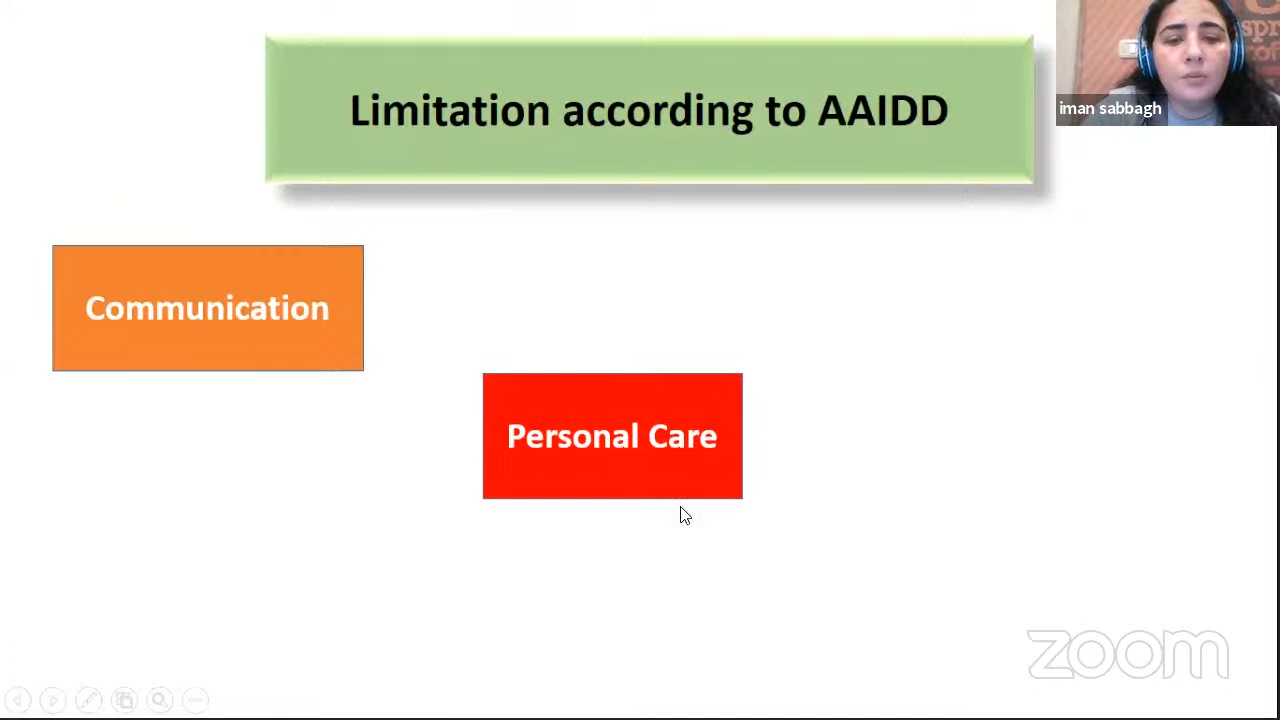 Limitation according to AAIDD
iman sabbagh
Communication
Personal Care
zoom